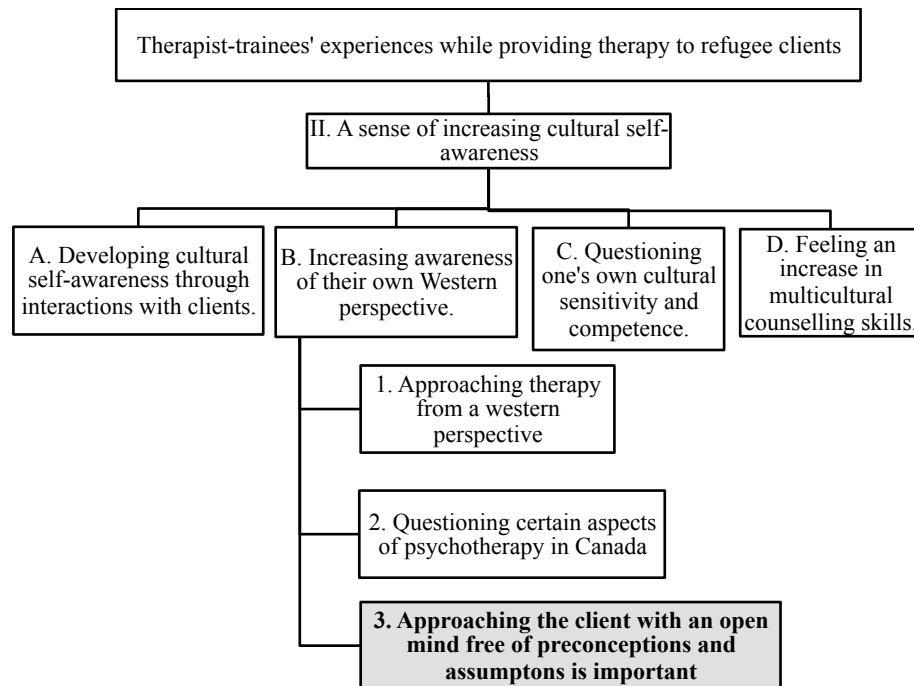 Therapist-trainees' experiences while providing therapy to refugee clients
II. A sense of increasing cultural self-
awareness
A. Developing cultural
self-awareness through
interactions with clients.
B. Increasing awareness
of their own Western
perspective.
C. Questioning
one's own cultural
sensitivity and
competence.
D. Feeling an
increase in
multicultural
counselling skills.
1. Approaching therapy
from a western
perspective
2. Questioning certain aspects
of psychotherapy in Canada
3. Approaching the client with an open
mind free of preconceptions and
assumptons is important